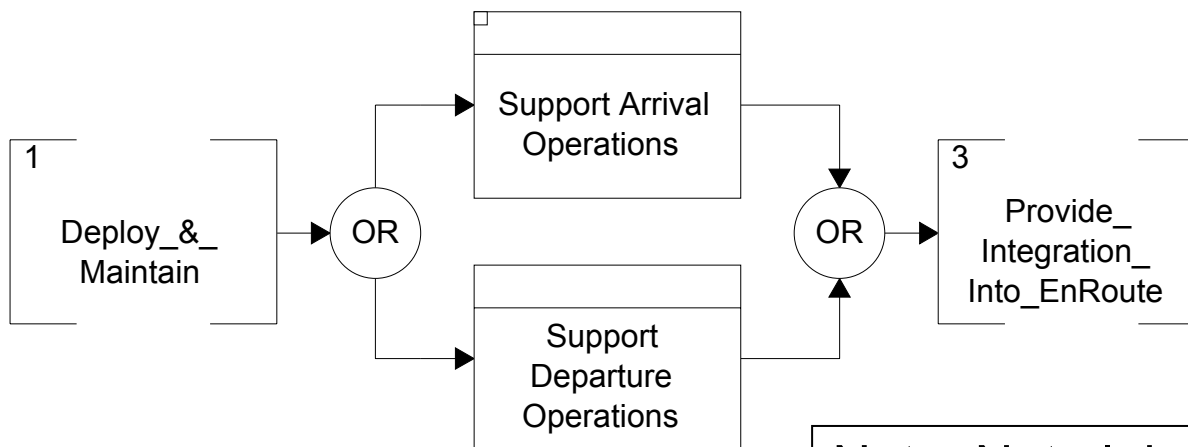 1
Deploy_&_
Maintain
OR
Support Arrival
Operations
Support
Departure
Operations
OR
3
Provide_
Integration_
Into_EnRoute